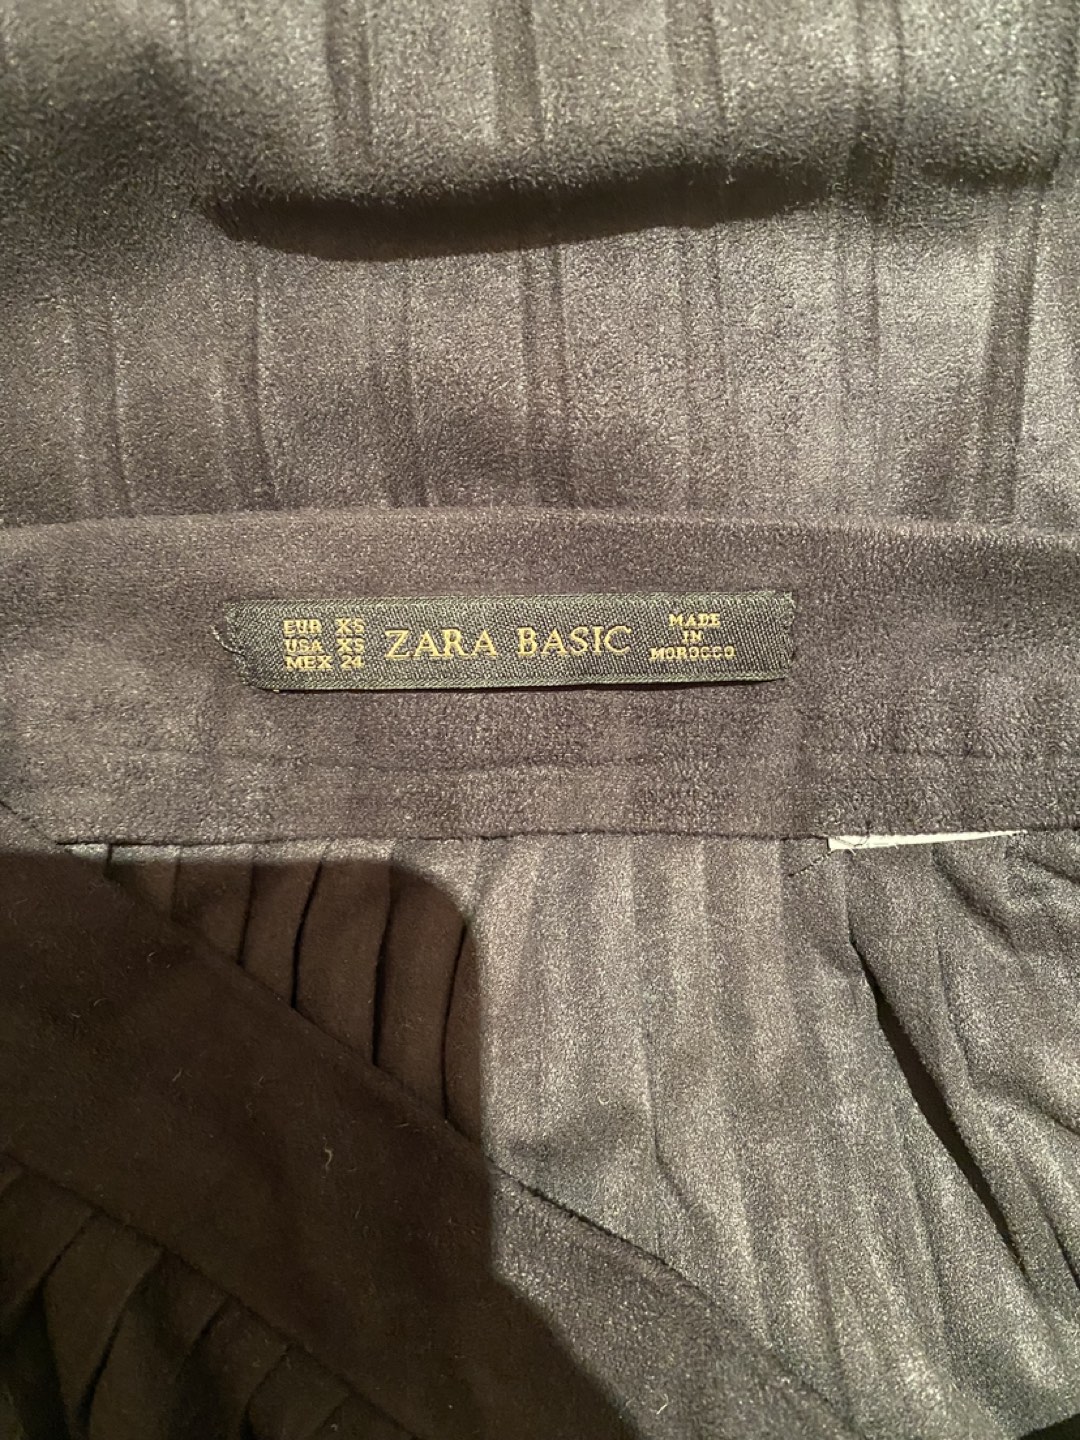 EUR XS
USA XS
MEX 24
ZARA BASIC
MADE
IN
MOROCCO